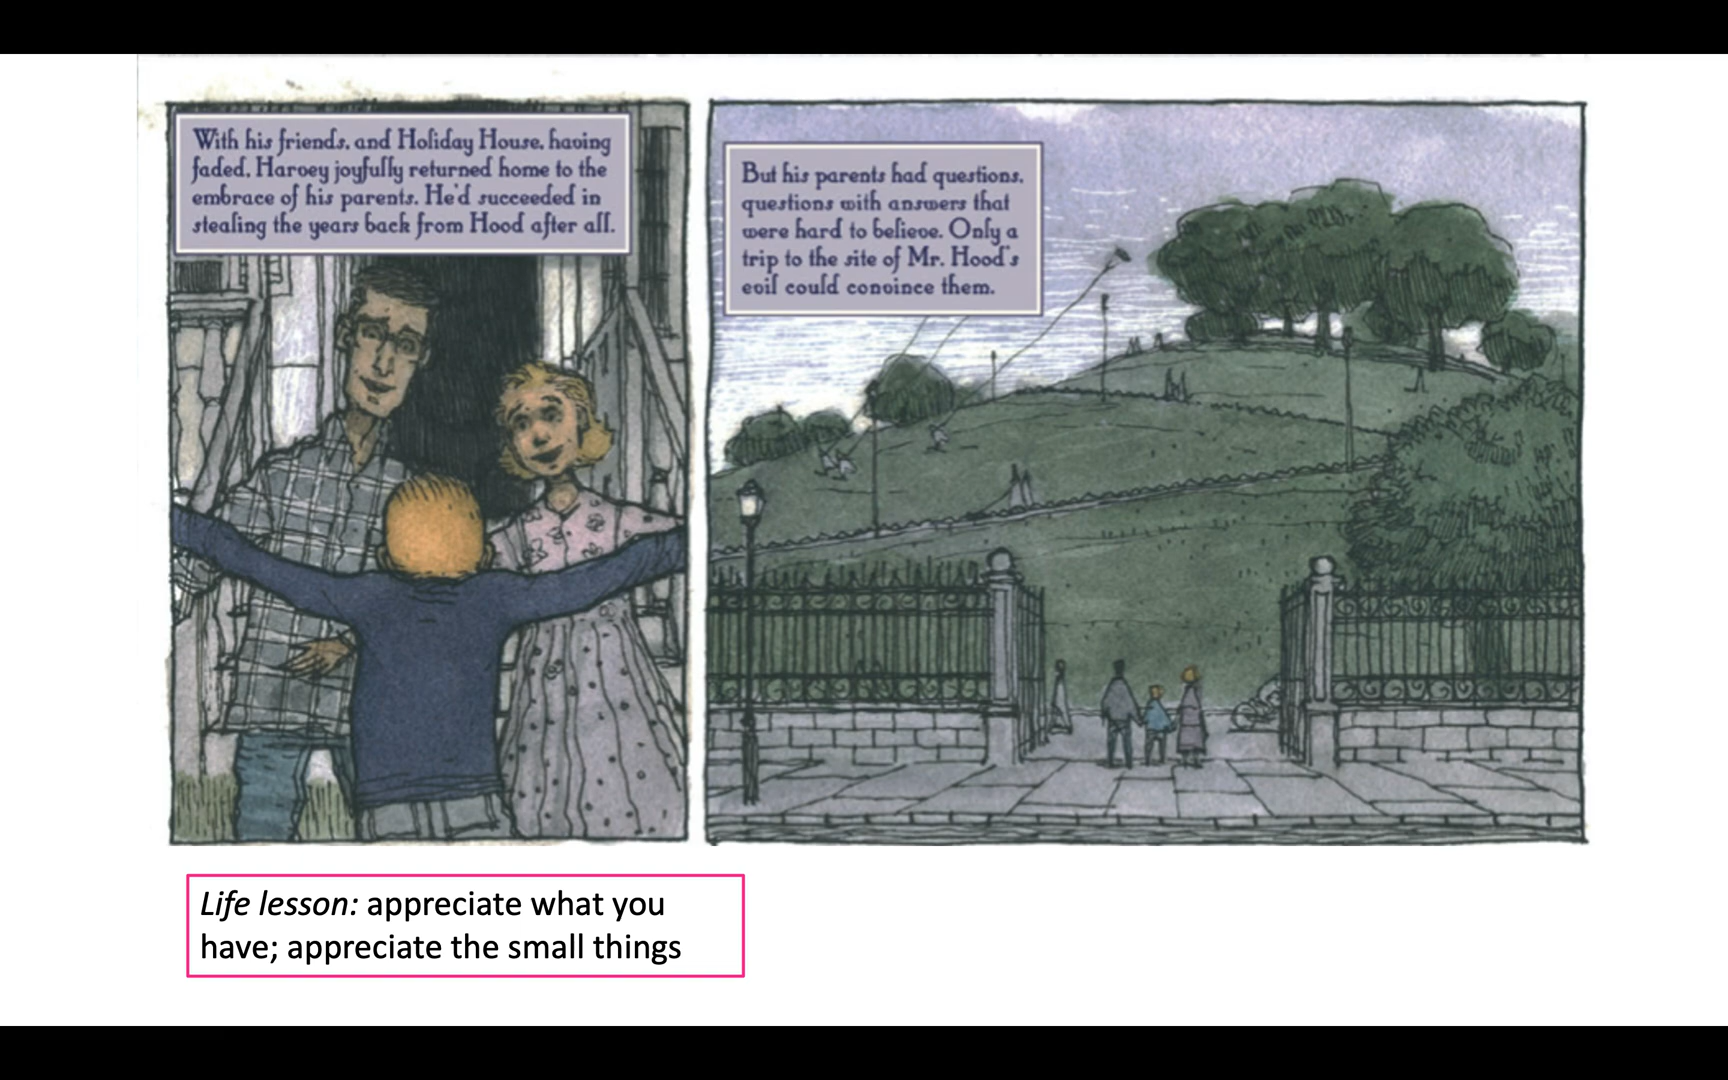 With his friends, and Holiday House, having
faded, Harvey joyfully returned home to the
embrace of his parents. He'd succeeded in
stealing the years back from Hood after all.
But his parents had questions,
questions with answers that
were hard to believe. Only a
trip to the site of Mr. Hood's
evil could convince them.
Life lesson: appreciate what you
have; appreciate the small things